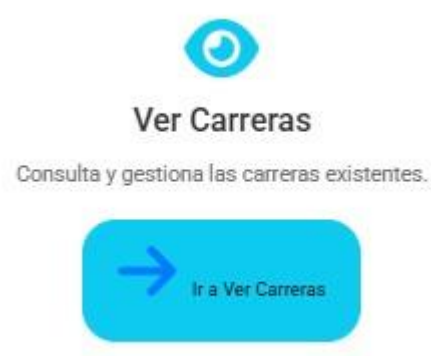 Ver Carreras
Consulta y gestiona las carreras existentes.
Ir a Ver Carreras